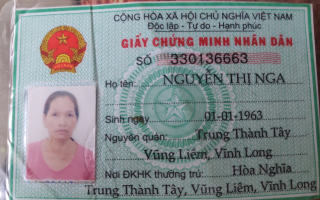 CỘNG HÒA XÃ HỘI CHỦ NGHĨA VIỆT NAM
Độc lập - Tự do - Hạnh phúc
GIẤY CHỨNG MINH NHÂN DÂN
SỐ 330136663
Họ tên NGUYỄN THỊ NGA
Sinh ngày 01-01-1963
Nguyên quán Trung Thành Tây
Vũng Liêm, Vĩnh Long
Nơi ĐKHK thường trú Hòa Nghĩa
Trung Thành Tây, Vũng Liêm, Vĩnh Long